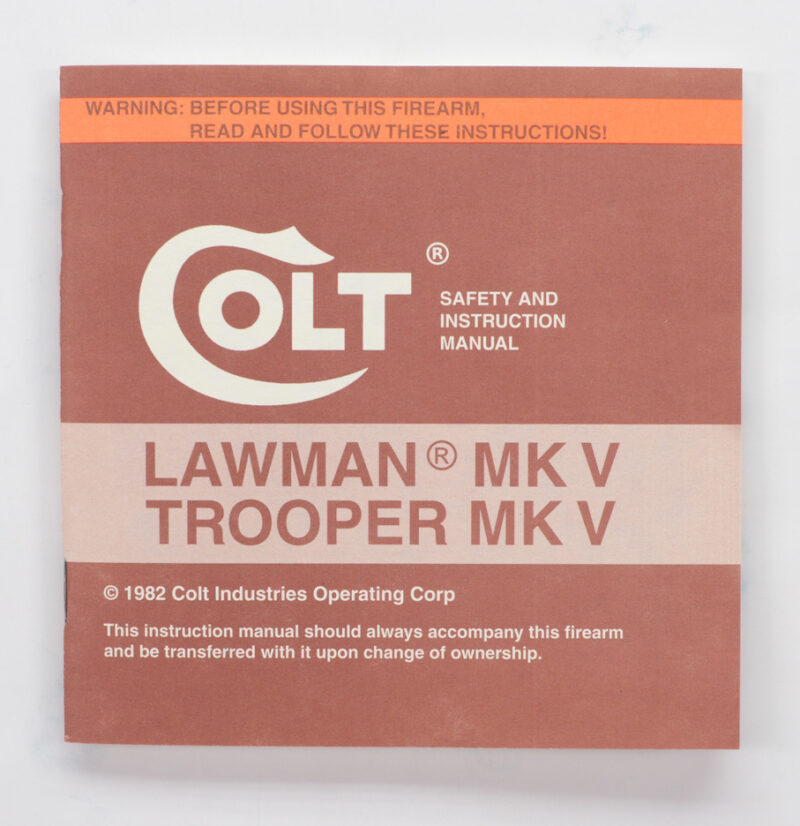 WARNING: BEFORE USING THIS FIREARM,
READ AND FOLLOW THESE INSTRUCTIONS!
COLT ®
SAFETY AND
INSTRUCTION
MANUAL
LAWMAN® MK V
TROOPER MK V
© 1982 Colt Industries Operating Corp
This instruction manual should always accompany this firearm
and be transferred with it upon change of ownership.